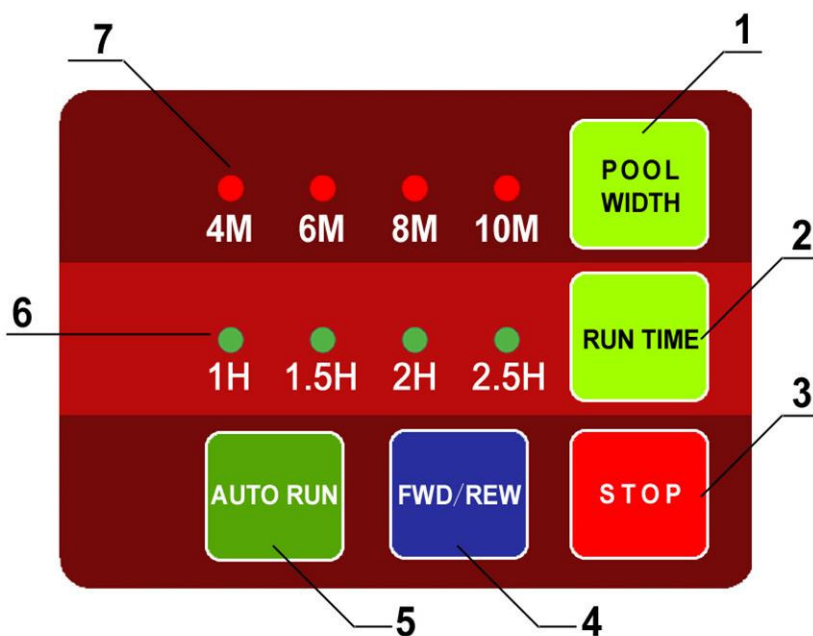 7
1
POOL
WIDTH
4M 6M 8M 10M
2
6
RUN TIME
1H 1.5H 2H 2.5H
3
AUTO RUN
FWD/REW
STOP
5
4